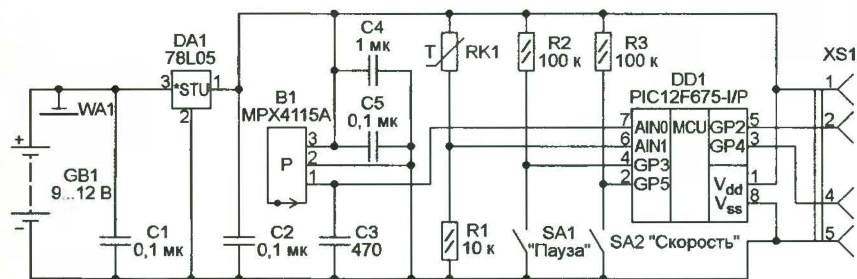 DA1
78L05
3
*STU
1
2
WA1
+
GB1
9...12 В
-
C1
0,1 мк
C2
0,1 мк
B1
MPX4115A
P
3
2
1
C4
1 мк
C5
0,1 мк
C3
470
T
RK1
R1
10 к
R2
100 к
R3
100 к
SA1
"Пауза"
SA2 "Скорость"
DD1
PIC12F675-I/P
7
AIN0
MCU
GP2
5
6
AIN1
GP4
3
4
GP3
2
GP5
Vdd
1
Vss
8
XS1
1
2
4
5